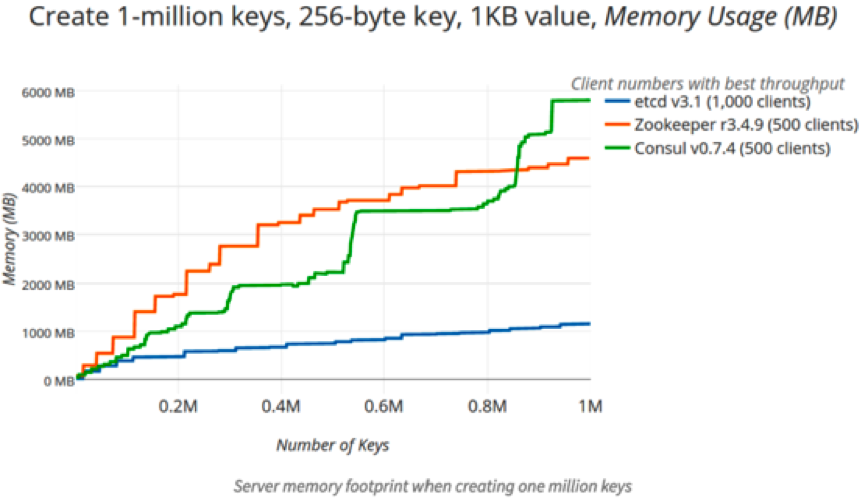 Create 1-million keys, 256-byte key, 1KB value, Memory Usage (MB)
Client numbers with best throughput
etcd v3.1 (1,000 clients)
Zookeeper r3.4.9 (500 clients)
Consul v0.7.4 (500 clients)
Memory (MB)
6000 MB
5000 MB
4000 MB
3000 MB
2000 MB
1000 MB
0 MB
0.2M 0.4M 0.6M 0.8M 1M
Number of Keys
Server memory footprint when creating one million keys